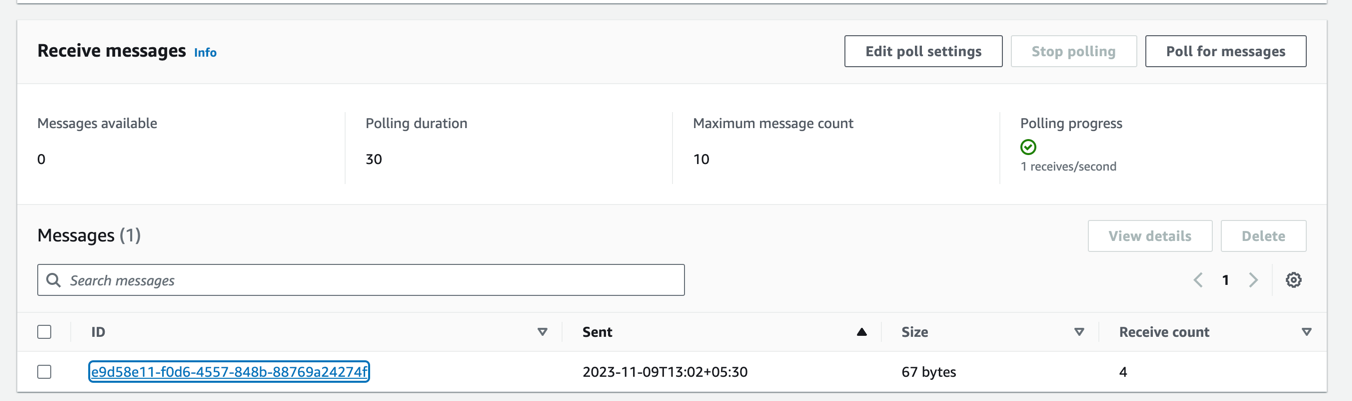 Receive messages Info
Edit poll settings Stop polling Poll for messages
Messages available Polling duration Maximum message count Polling progress
0 30 10
1 receives/second
Messages (1)
View details Delete
Search messages
1
ID Sent Size Receive count
e9d58e11-f0d6-4557-848b-88769a24274f 2023-11-09T13:02+05:30 67 bytes 4